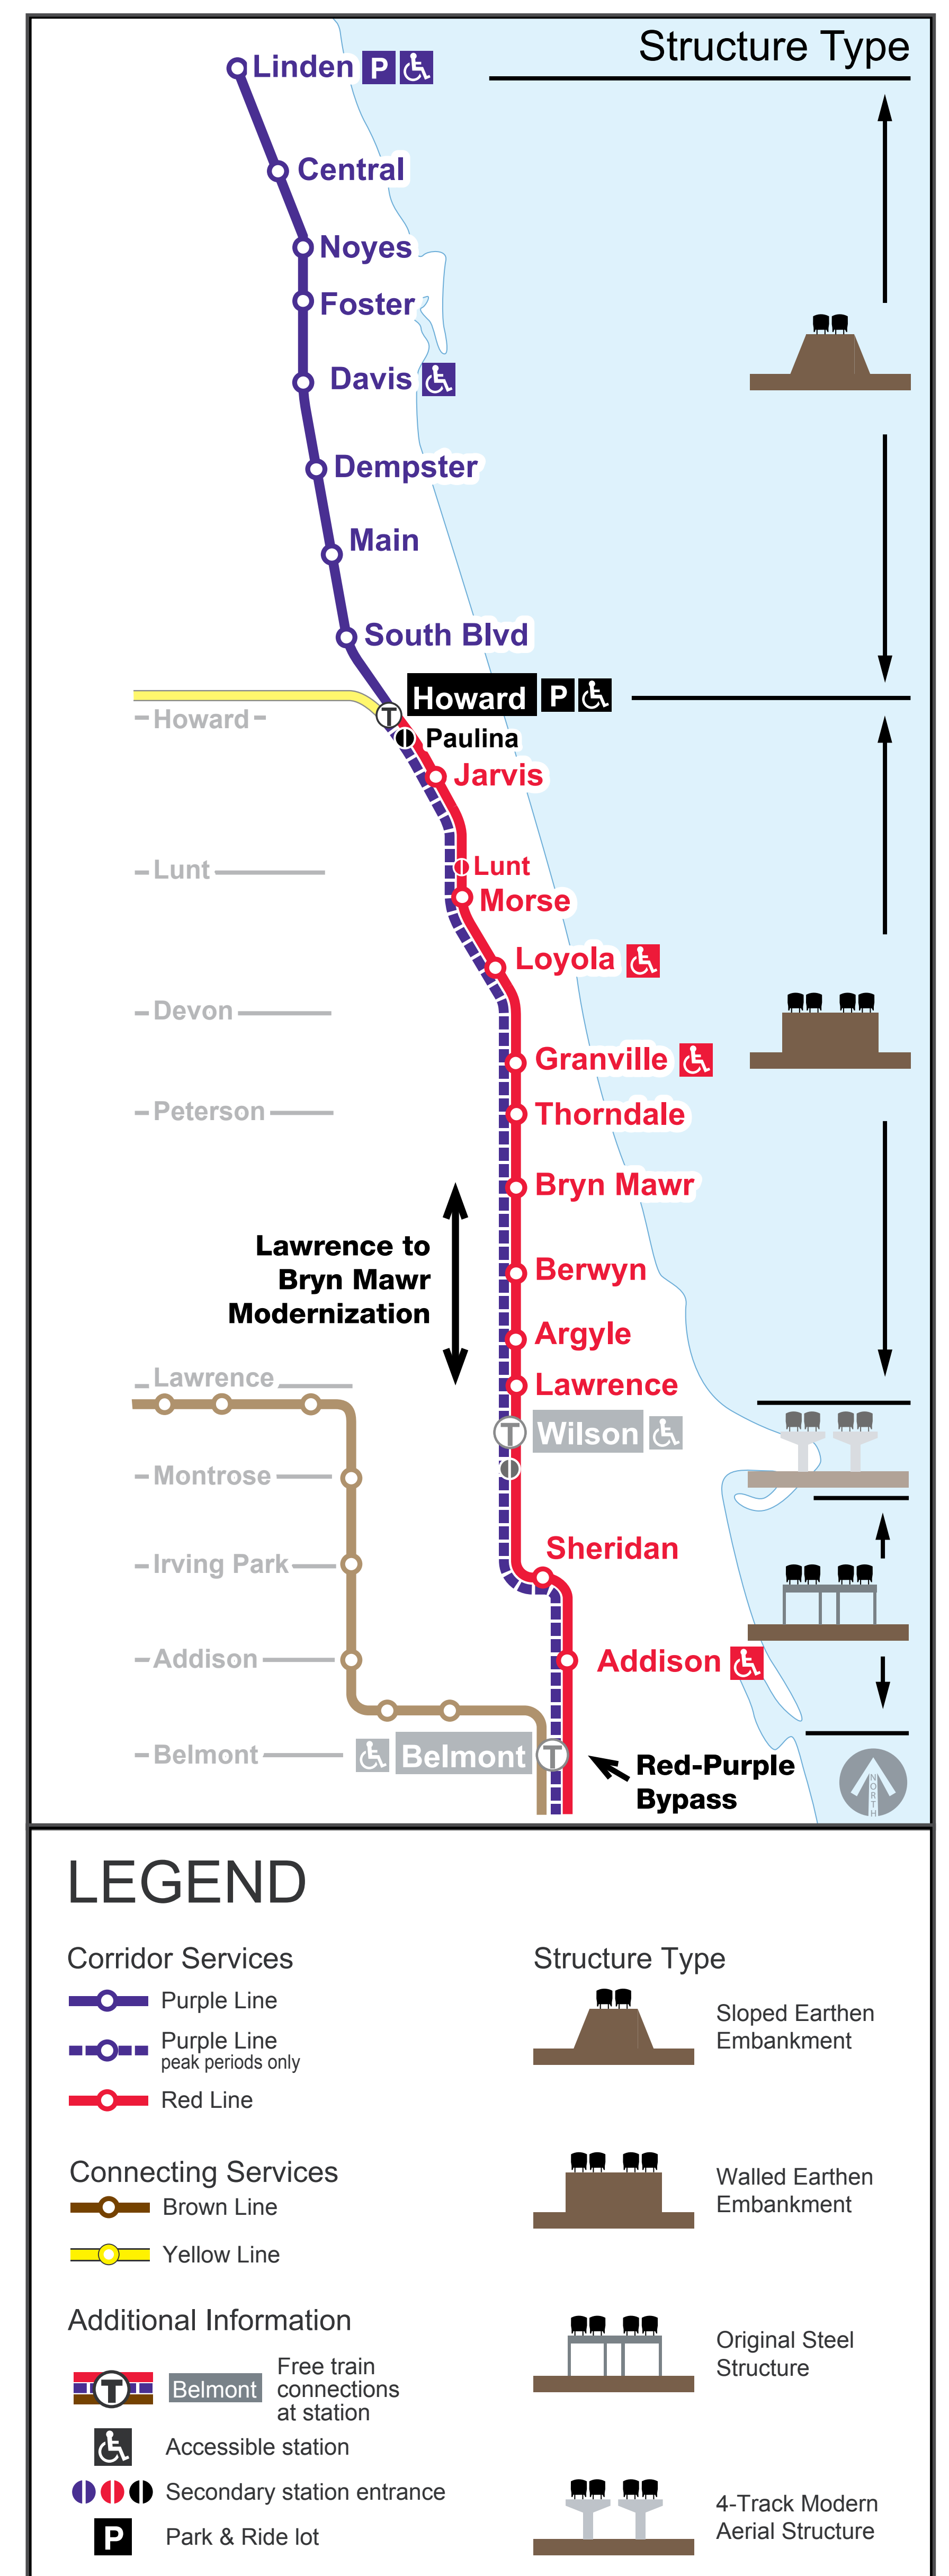 Structure Type
Linden P
Central
Noyes
Foster
Davis
Dempster
Main
South Blvd
Howard P
T
Howard
Paulina
Jarvis
Lunt
Lunt
Morse
Loyola
Devon
Granville
Peterson
Thorndale
Bryn Mawr
Lawrence to
Bryn Mawr
Modernization
Berwyn
Argyle
Lawrence
Lawrence
T Wilson
Montrose
Sheridan
Irving Park
Addison
Addison
Belmont
Belmont T
Red-Purple
Bypass
NORTH
LEGEND
Corridor Services
Purple Line
Purple Line
peak periods only
Red Line
Connecting Services
Brown Line
Yellow Line
Additional Information
T Belmont
Free train
connections
at station
Accessible station
Secondary station entrance
P Park & Ride lot
Structure Type
Sloped Earthen
Embankment
Walled Earthen
Embankment
Original Steel
Structure
4-Track Modern
Aerial Structure